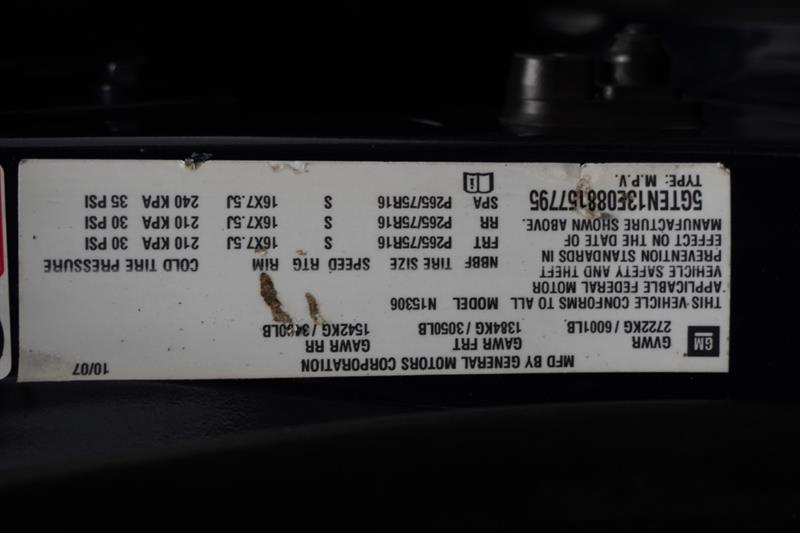 MFD BY GENERAL MOTORS CORPORATION 10/07
GM GVWR GAWR FRT GAWR RR
2722KG / 6001LB 1384KG / 3050LB 1542KG /
THIS VEHICLE CONFORMS TO ALL
APPLICABLE FEDERAL MOTOR
VEHICLE SAFETY AND THEFT
PREVENTION STANDARDS IN
EFFECT ON THE DATE OF
MANUFACTURE SHOWN ABOVE.
5GTEN13E088157795
TYPE: M.P.V.
MODEL N15306
NBBF TIRE SIZE SPEED RTG RIM COLD TIRE PRESSURE
FRT P265/75R16 S 16X7.5J 210 KPA / 30 PSI
RR P265/75R16 S 16X7.5J 210 KPA / 30 PSI
SPA P265/75R16 S 16X7.5J 240 KPA / 35 PSI